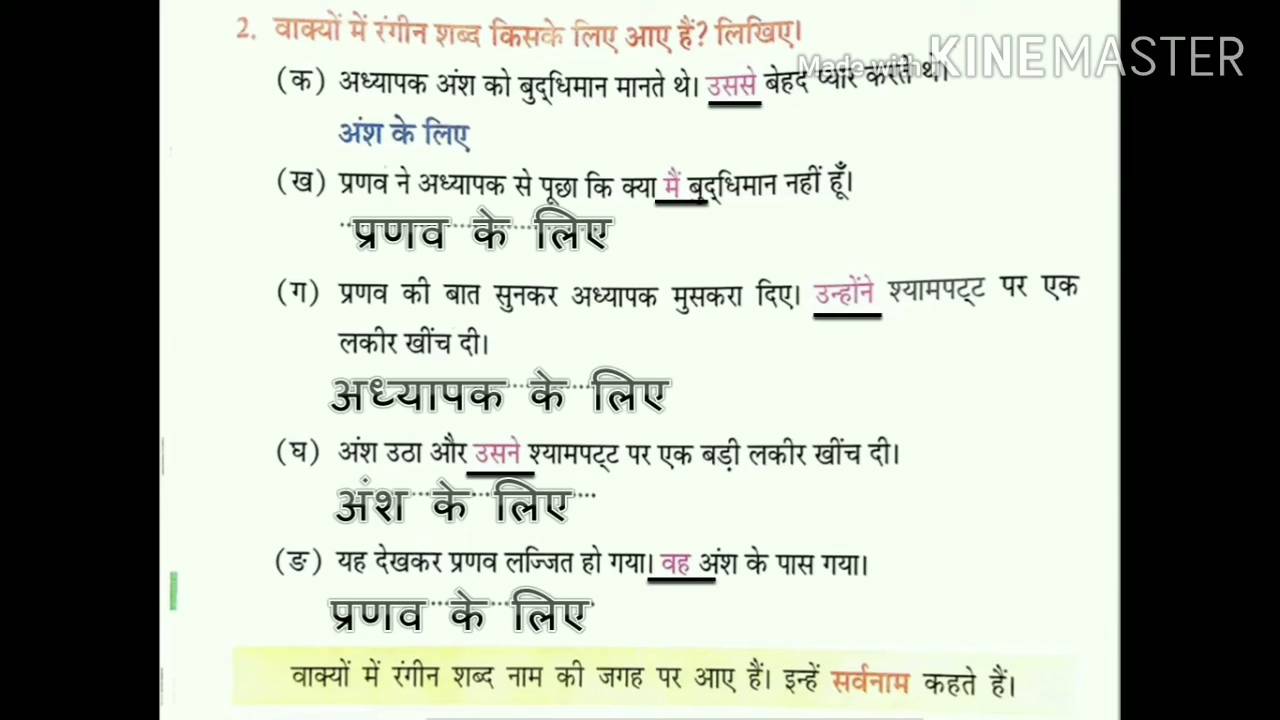 2. वाक्यों में रंगीन शब्द किसके लिए आए हैं? लिखिए।
Made with KINEMASTER
(क) अध्यापक अंश को बुद्धिमान मानते थे। उससे बेहद प्यार करते थे।
अंश के लिए
(ख) प्रणव ने अध्यापक से पूछा कि क्या मैं बुद्धिमान नहीं हूँ।
प्रणव के लिए
(ग) प्रणव की बात सुनकर अध्यापक मुसकरा दिए। उन्होंने श्यामपट्ट पर एक
लकीर खींच दी।
अध्यापक के लिए
(घ) अंश उठा और उसने श्यामपट्ट पर एक बड़ी लकीर खींच दी।
अंश के लिए
(ङ) यह देखकर प्रणव लज्जित हो गया। वह अंश के पास गया।
प्रणव के लिए
वाक्यों में रंगीन शब्द नाम की जगह पर आए हैं। इन्हें सर्वनाम कहते हैं।